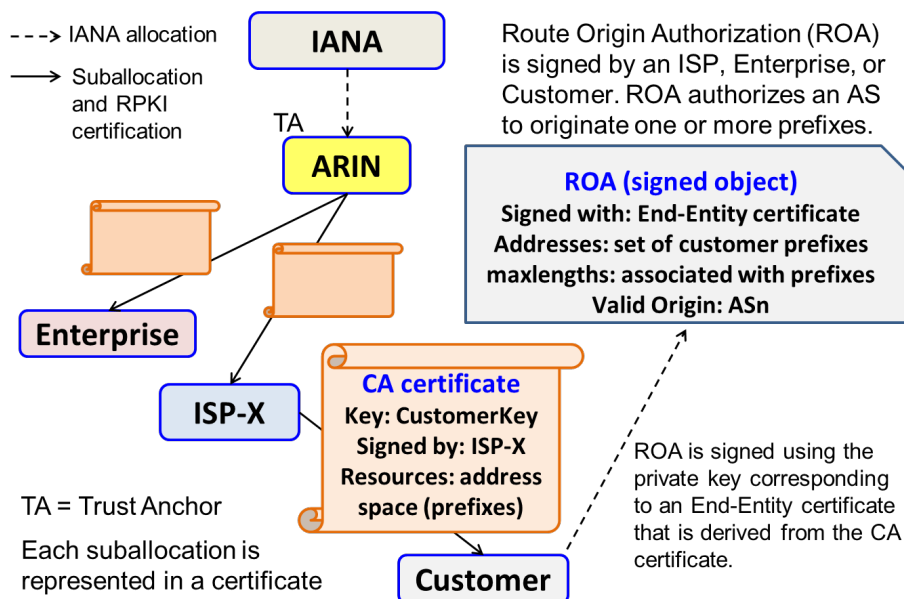 IANA allocation
Suballocation
and RPKI
certification
IANA
TA
ARIN
Enterprise
ISP-X
Route Origin Authorization (ROA)
is signed by an ISP, Enterprise, or
Customer. ROA authorizes an AS
to originate one or more prefixes.
ROA (signed object)
Signed with: End-Entity certificate
Addresses: set of customer prefixes
maxlengths: associated with prefixes
Valid Origin: ASn
CA certificate
Key: CustomerKey
Signed by: ISP-X
Resources: address
space (prefixes)
ROA is signed using the
private key corresponding
to an End-Entity certificate
that is derived from the CA
certificate.
TA = Trust Anchor
Each suballocation is
represented in a certificate
Customer